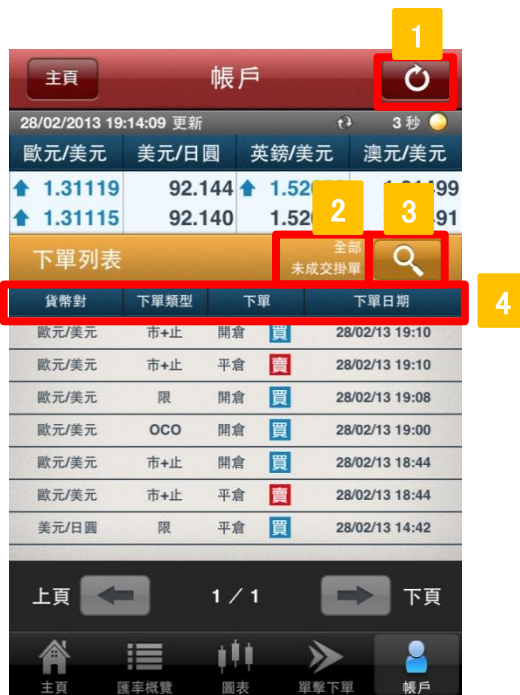 1
主頁 帳戶
28/02/2013 19:14:09 更新 3 秒
歐元/美元 美元/日圓 英鎊/美元 澳元/美元
1.31119 92.144 1.52 99
1.31115 92.140 1.52 91
2 3
下單列表 全部
未成交掛單
貨幣對 下單類型 下單 下單日期 4
歐元/美元 市+止 開倉 買 28/02/13 19:10
歐元/美元 市+止 平倉 賣 28/02/13 19:10
歐元/美元 限 開倉 買 28/02/13 19:08
歐元/美元 OCO 開倉 買 28/02/13 19:00
歐元/美元 市+止 開倉 買 28/02/13 18:44
歐元/美元 市+止 平倉 賣 28/02/13 18:44
美元/日圓 限 平倉 買 28/02/13 14:42
上頁 1 / 1 下頁
主頁 匯率概覽 圖表 單擊下單 帳戶